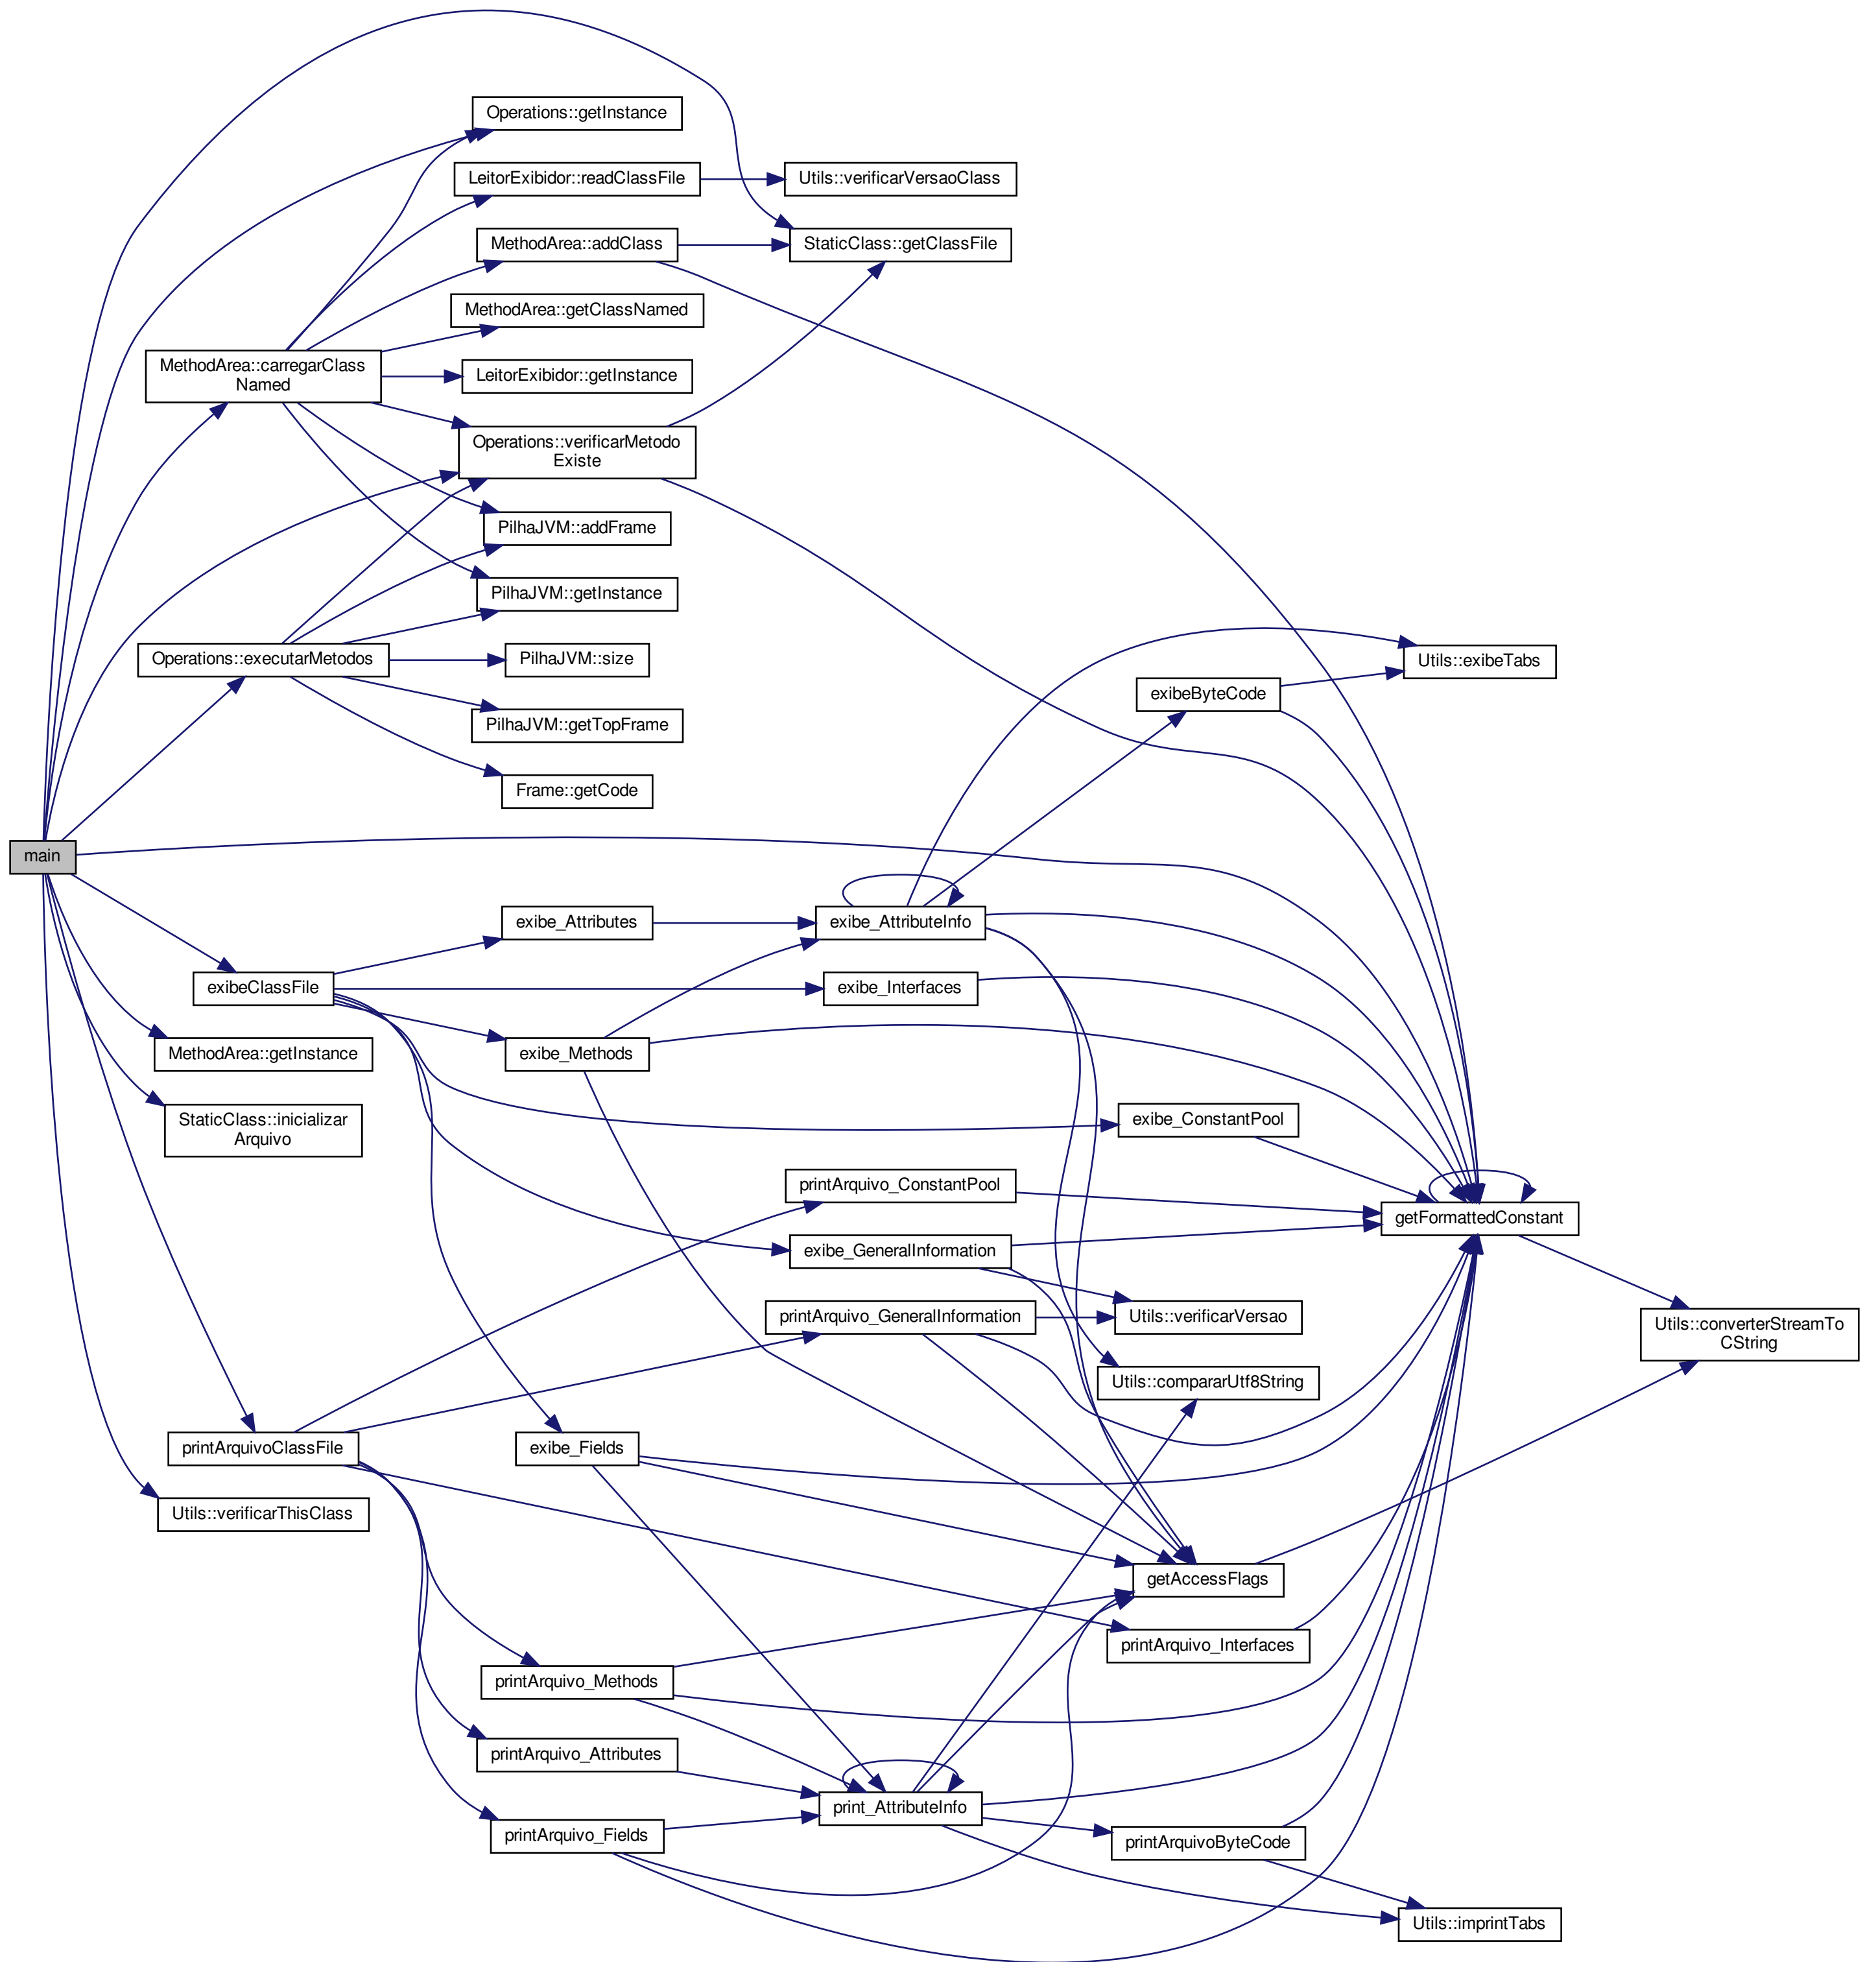 Operations::getInstance
LeitorExibidor::readClassFile
Utils::verificarVersaoClass
MethodArea::addClass
StaticClass::getClassFile
MethodArea::getClassNamed
MethodArea::carregarClass
Named
LeitorExibidor::getInstance
Operations::verificarMetodo
Existe
PilhaJVM::addFrame
PilhaJVM::getInstance
Operations::executarMetodos
PilhaJVM::size
Utils::exibeTabs
exibeByteCode
PilhaJVM::getTopFrame
Frame::getCode
main
exibe_Attributes
exibe_AttributeInfo
exibeClassFile
exibe_Interfaces
MethodArea::getInstance
exibe_Methods
StaticClass::inicializar
Arquivo
exibe_ConstantPool
printArquivo_ConstantPool
getFormattedConstant
exibe_GeneralInformation
printArquivo_GeneralInformation
Utils::verificarVersao
Utils::converterStreamTo
CString
Utils::compararUtf8String
printArquivoClassFile
exibe_Fields
Utils::verificarThisClass
getAccessFlags
printArquivo_Interfaces
printArquivo_Methods
printArquivo_Attributes
print_AttributeInfo
printArquivo_Fields
printArquivoByteCode
Utils::imprintTabs